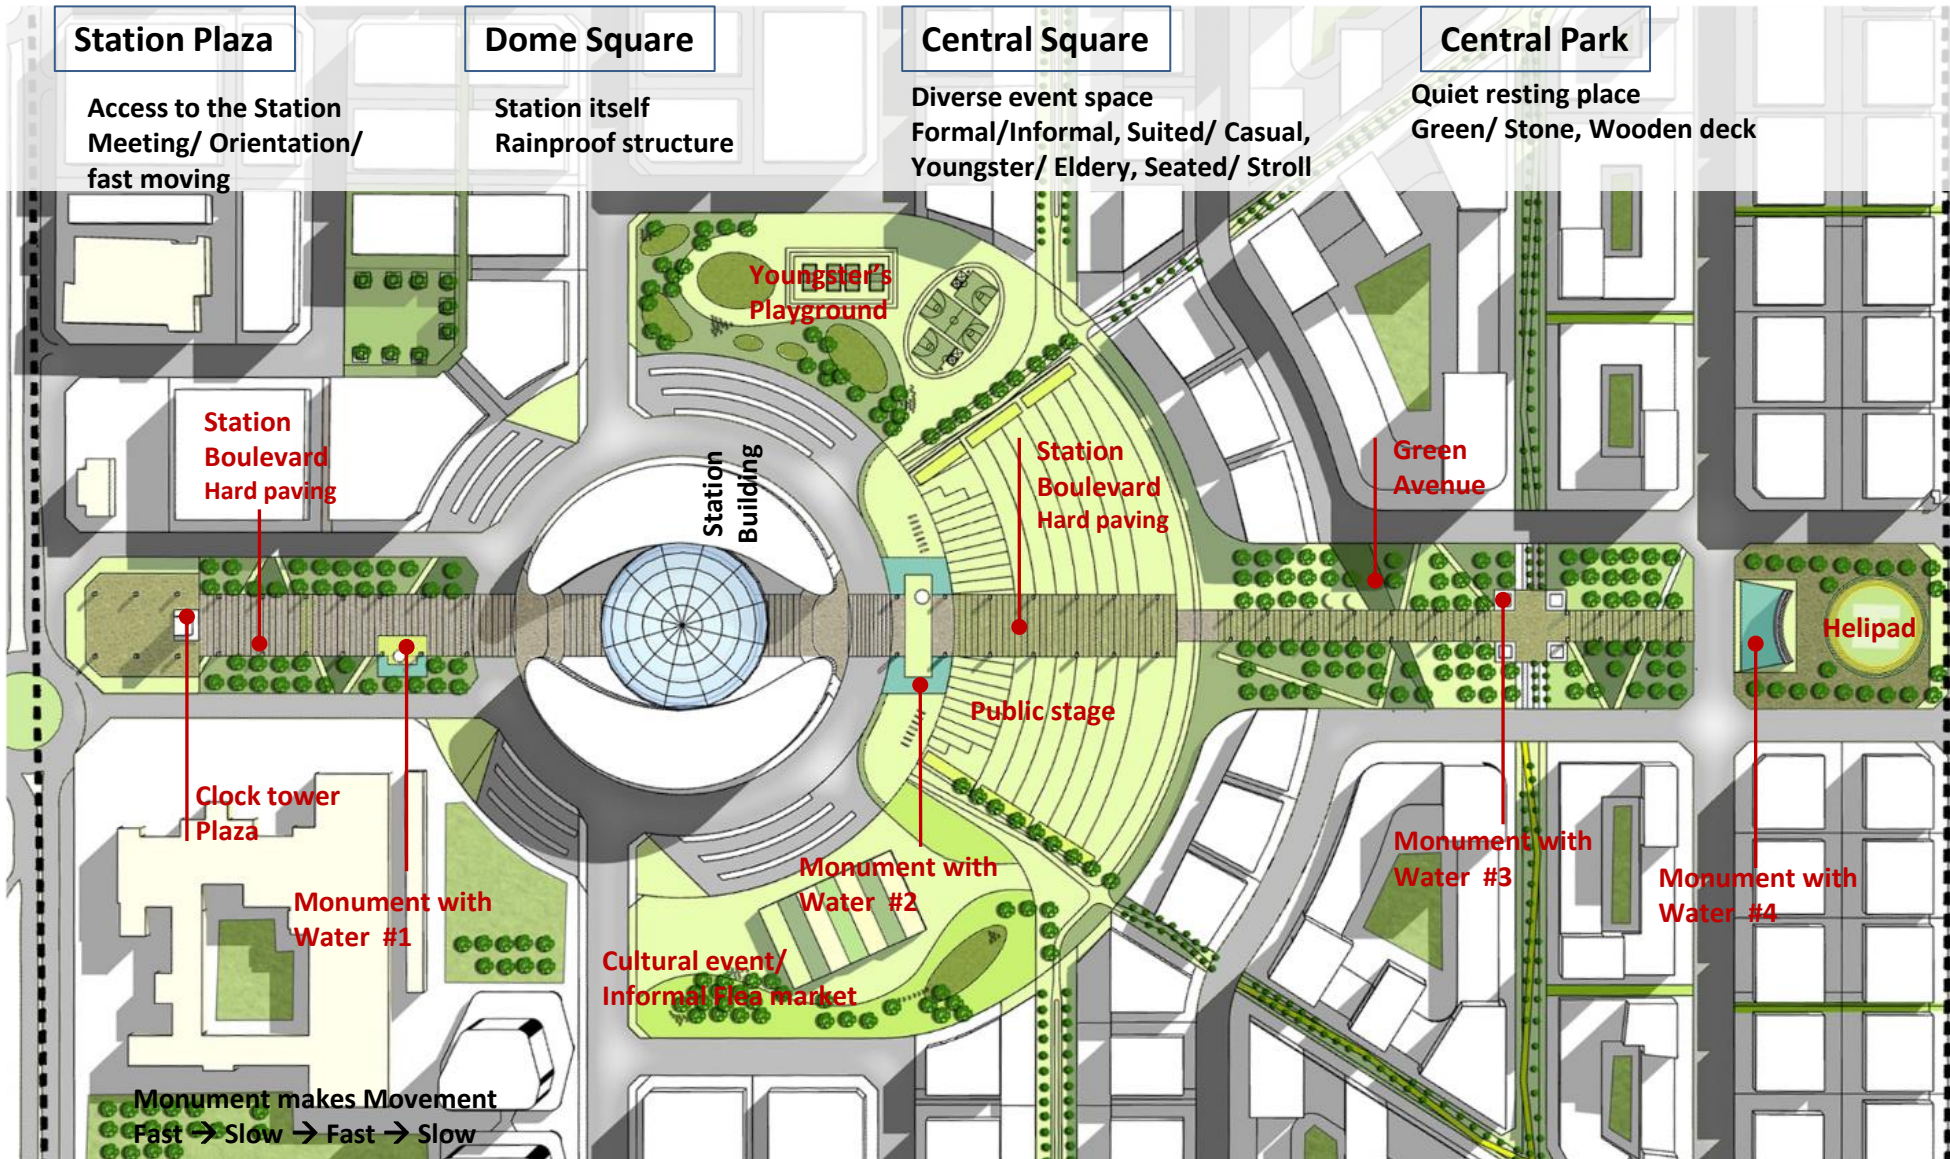 Station Plaza
Access to the Station
Meeting/ Orientation/
fast moving
Dome Square
Station itself
Rainproof structure
Central Square
Diverse event space
Formal/Informal, Suited/ Casual,
Youngster/ Eldery, Seated/ Stroll
Central Park
Quiet resting place
Green/ Stone, Wooden deck
Youngster's
Playground
Station
Boulevard
Hard paving
Station
Building
Station
Boulevard
Hard paving
Green
Avenue
Helipad
Public stage
Clock tower
Plaza
Monument with
Water #1
Monument with
Water #2
Monument with
Water #3
Monument with
Water #4
Cultural event/
Informal Flea market
Monument makes Movement
Fast → Slow → Fast → Slow